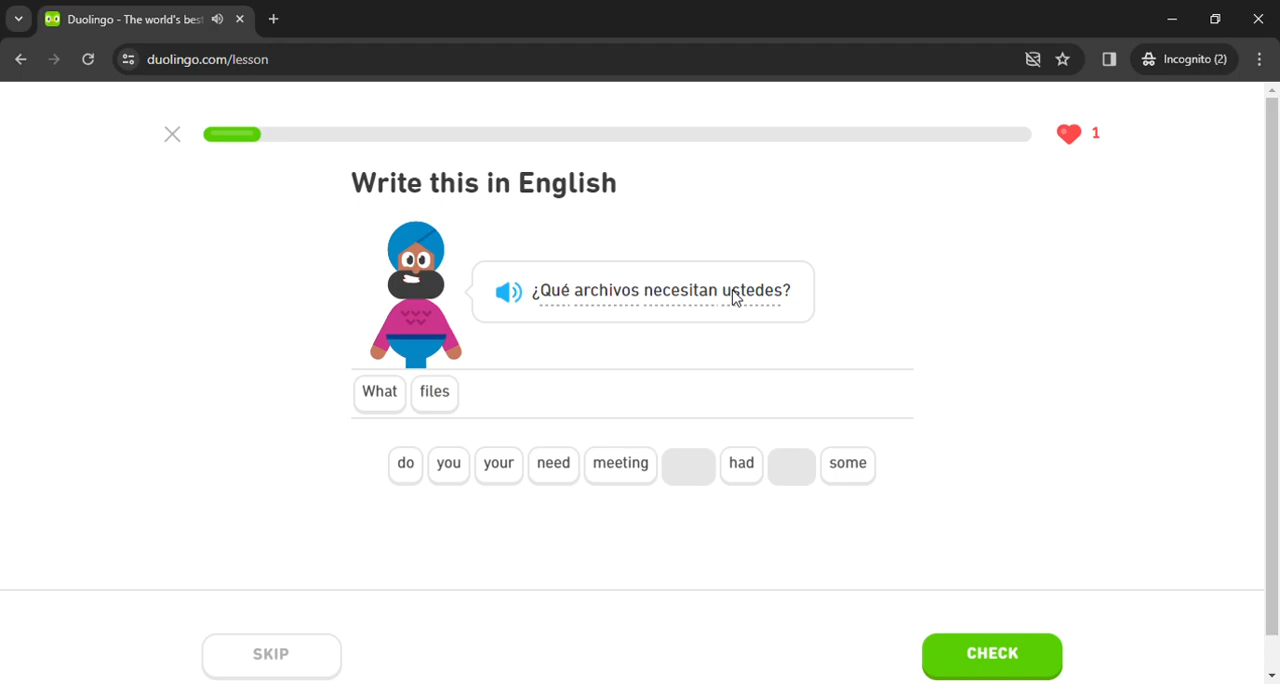 Duolingo - The world's bes
duolingo.com/lesson
Incognito (2)
1
Write this in English
¿Qué archivos necesitan ustedes?
What files
do you your need meeting had some
SKIP
CHECK